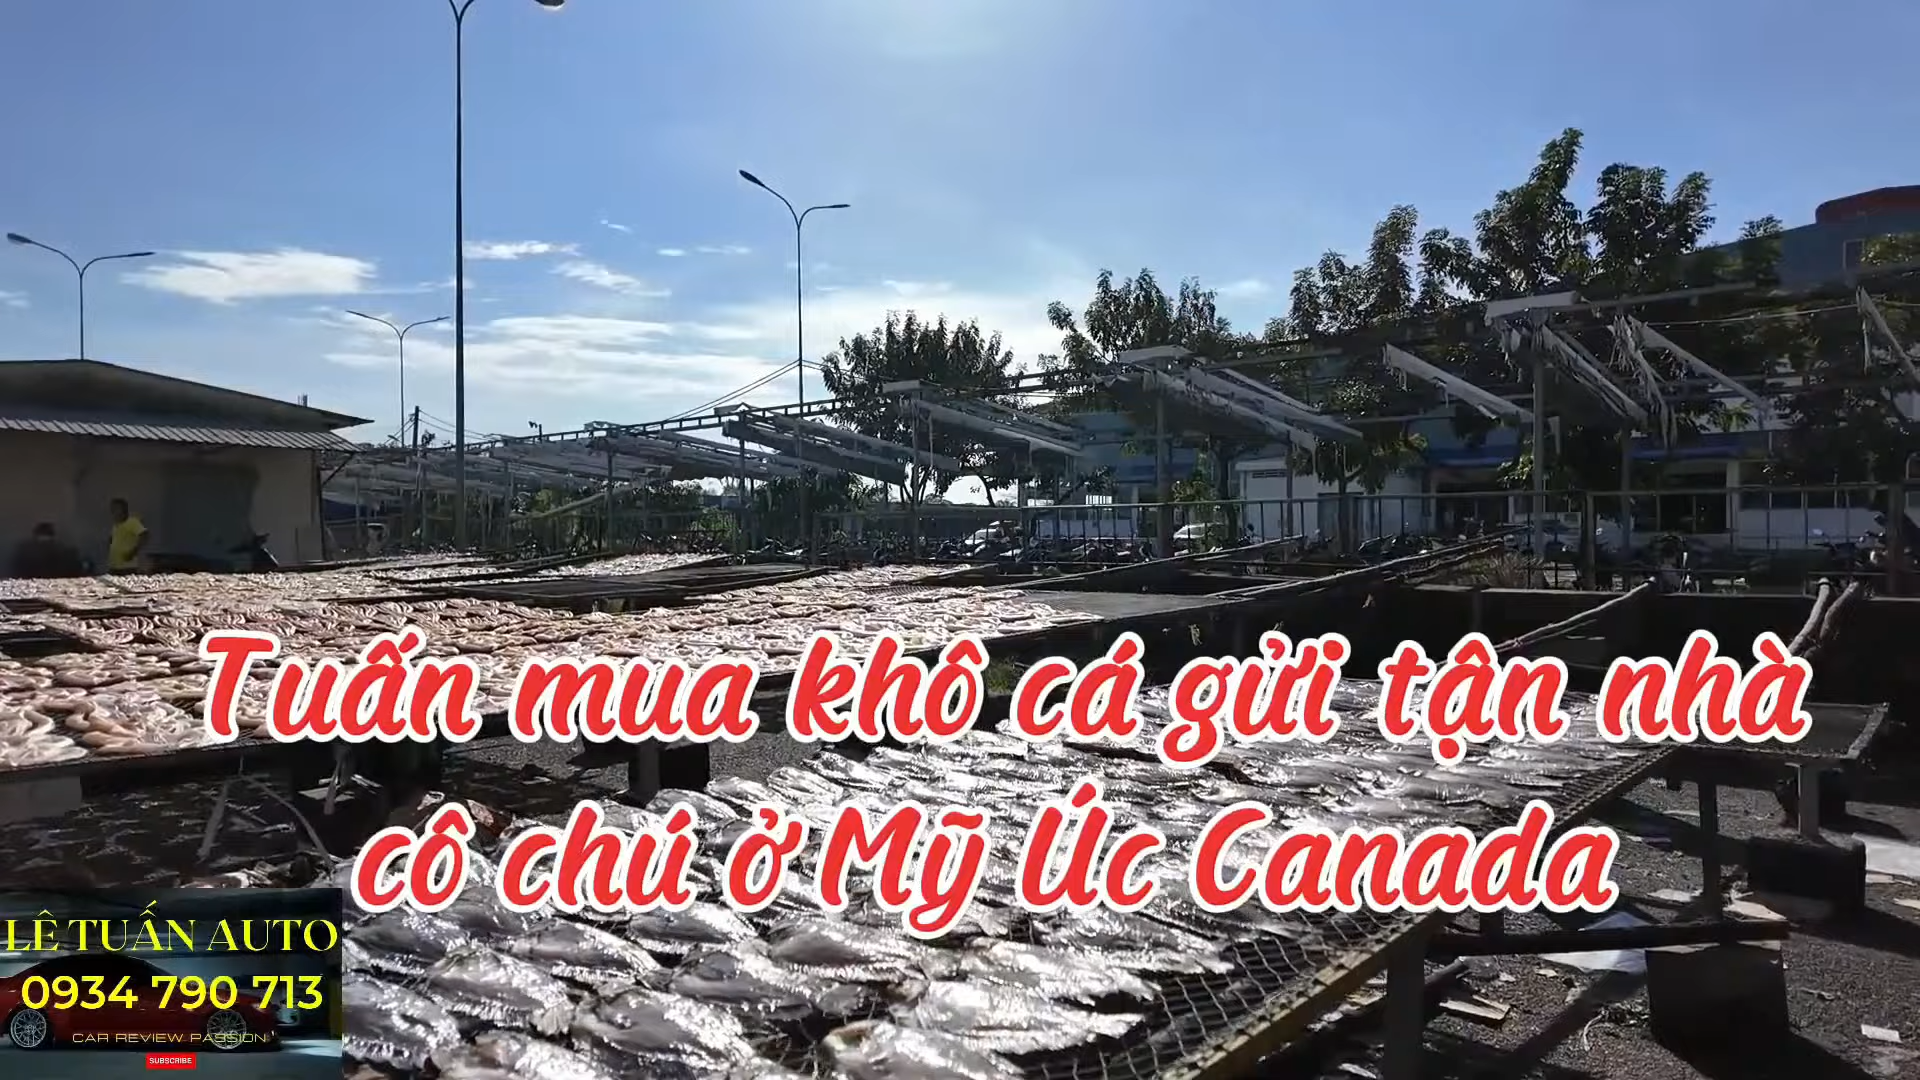 Tuấn mua khô cá gửi tận nhà
cô chú ở Mỹ Úc Canada
LÊ TUẤN AUTO
0934 790 713
CAR REVIEW PASSION
SUBSCRIBE